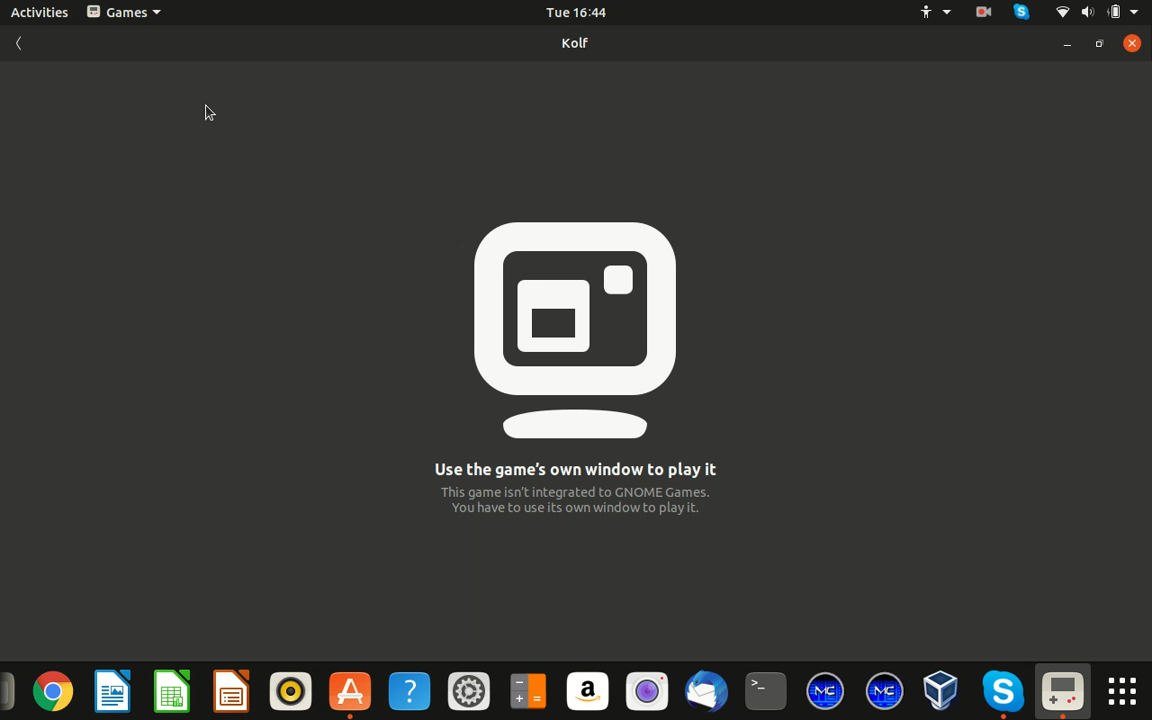 Activities Games Tue 16:44
Kolf
Use the game's own window to play it
This game isn't integrated to GNOME Games.
You have to use its own window to play it.